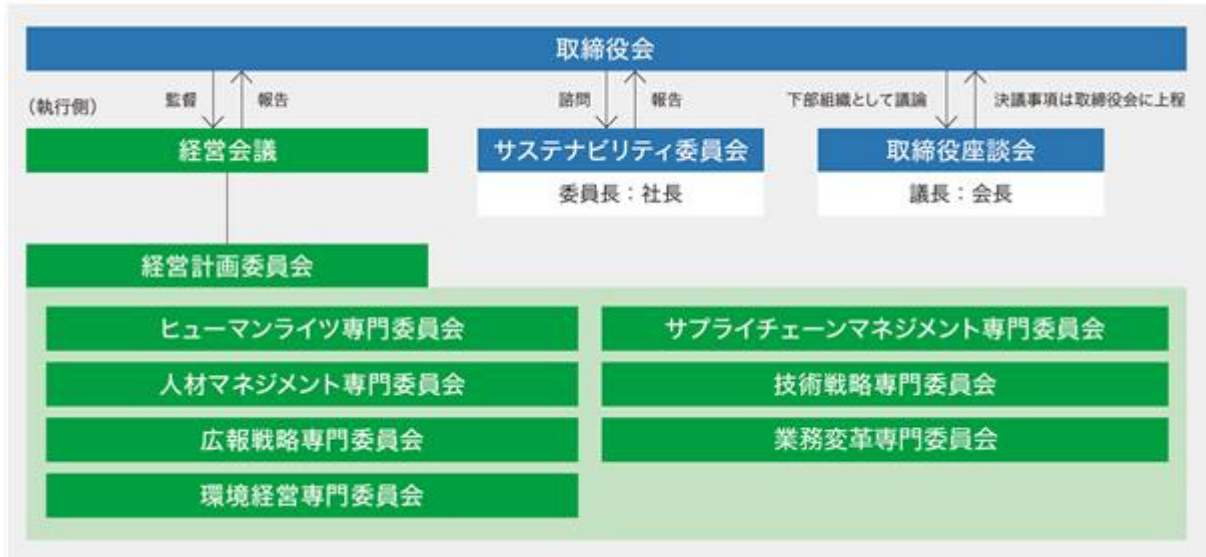 取締役会
(執行側)
監督
報告
諮問
報告
下部組織として議論
決議事項は取締役会に上程
経営会議
サステナビリティ委員会
取締役座談会
委員長：社長
議長：会長
経営計画委員会
ヒューマンライツ専門委員会
サプライチェーンマネジメント専門委員会
人材マネジメント専門委員会
技術戦略専門委員会
広報戦略専門委員会
業務変革専門委員会
環境経営専門委員会